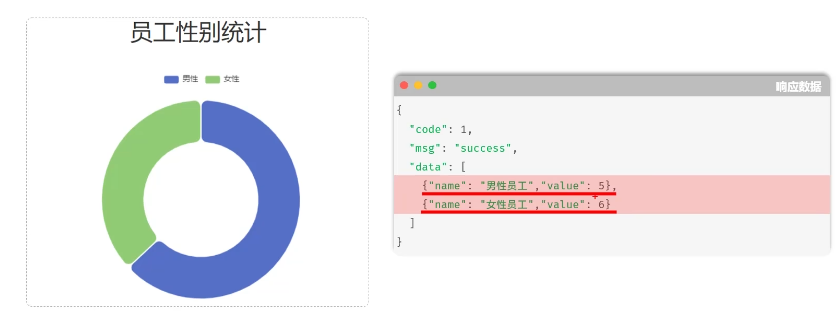 员工性别统计
男性 女性
响应数据
{
"code": 1,
"msg": "success",
"data": [
{"name": "男性员工","value": 5},
{"name": "女性员工","value": 6}
]
}